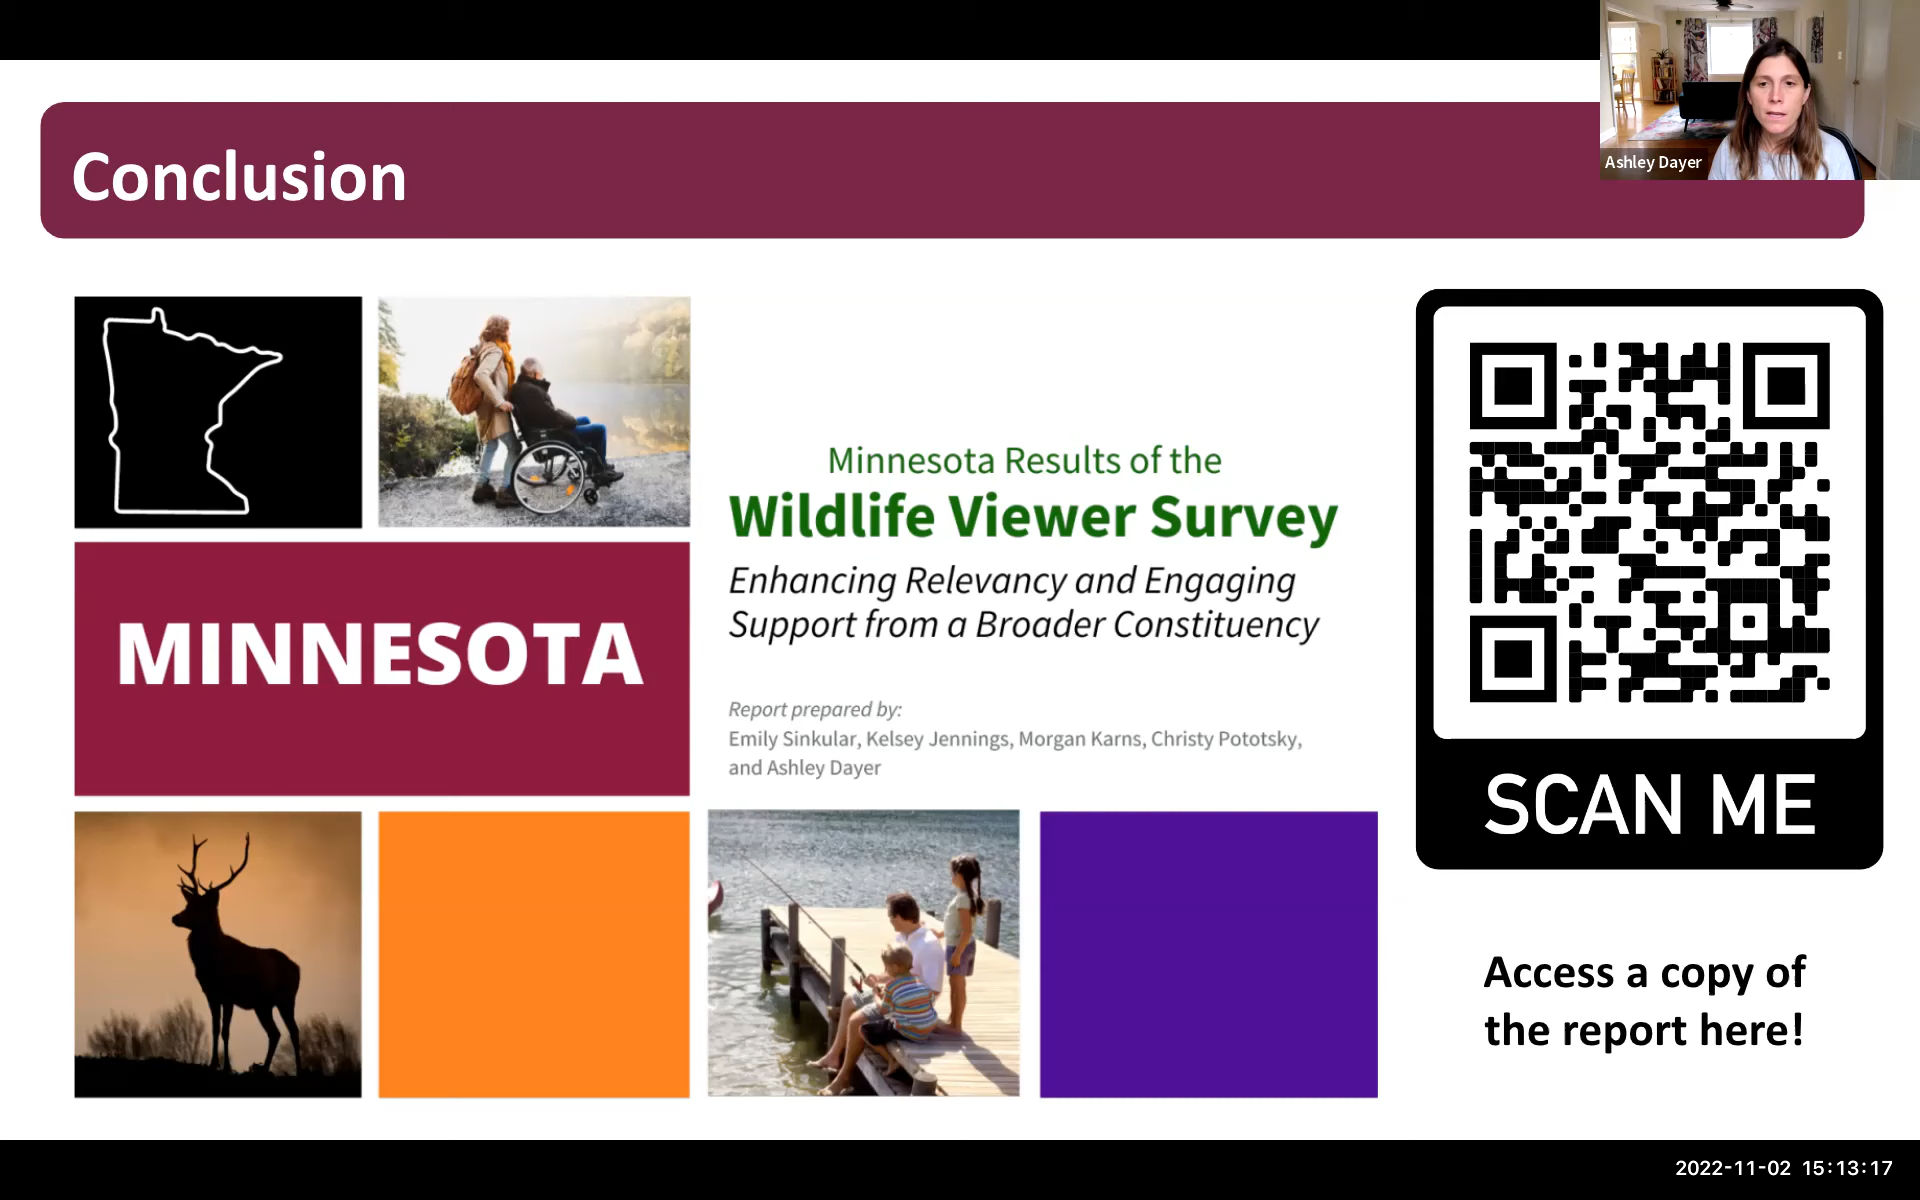 Ashley Dayer
Conclusion
MINNESOTA
Minnesota Results of the
Wildlife Viewer Survey
Enhancing Relevancy and Engaging
Support from a Broader Constituency
Report prepared by:
Emily Sinkular, Kelsey Jennings, Morgan Karns, Christy Pototsky,
and Ashley Dayer
SCAN ME
Access a copy of
the report here!
2022-11-02 15:13:17